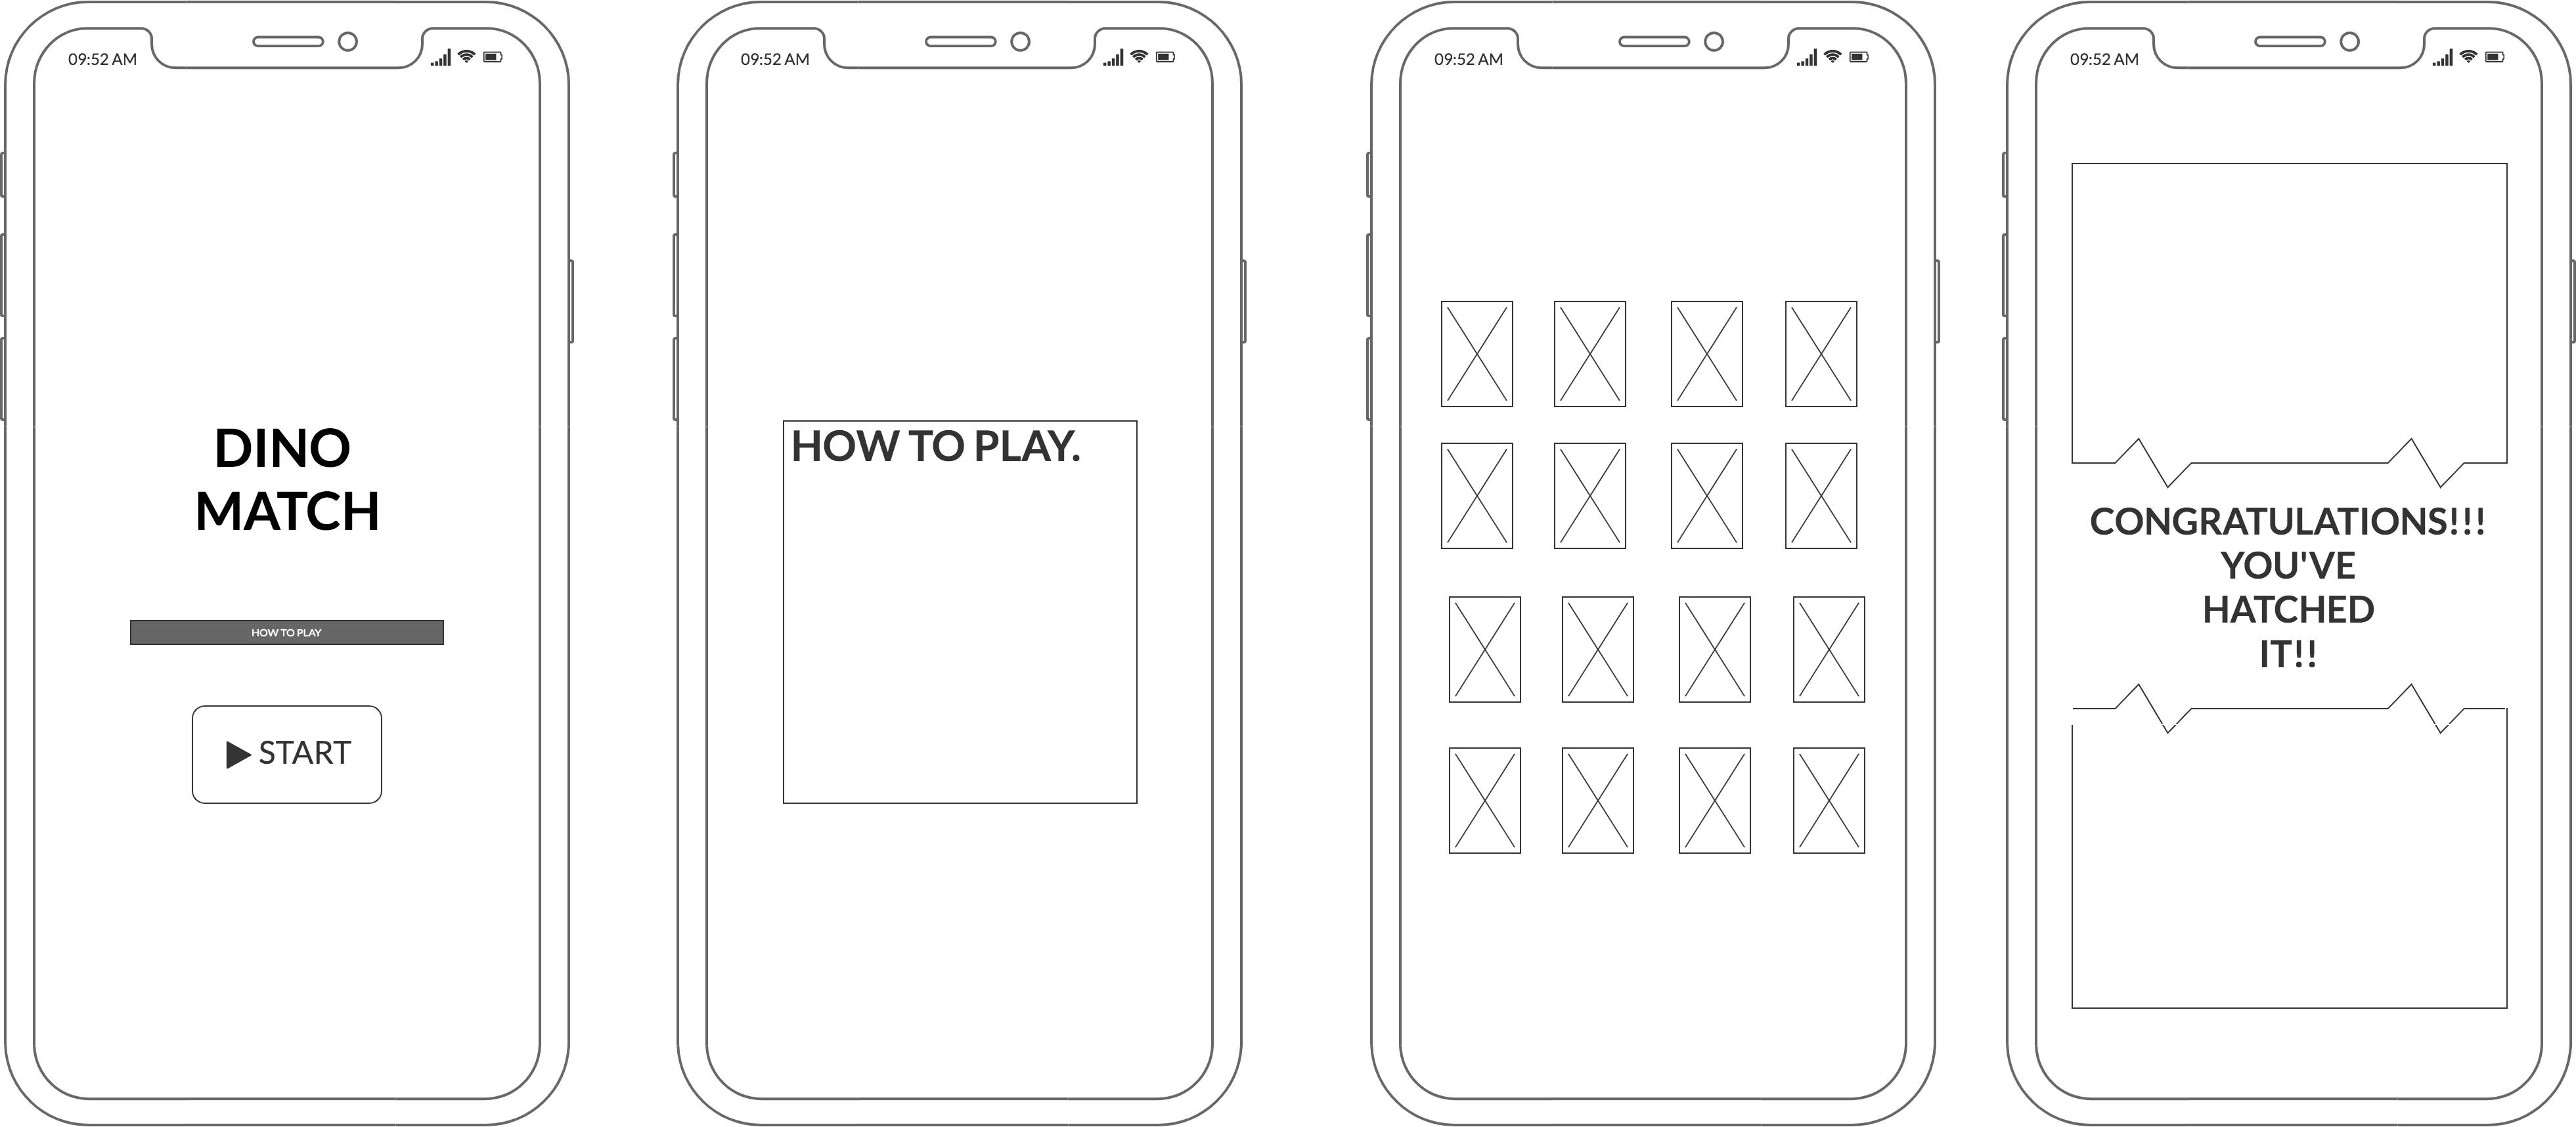 09:52 AM
DINO
MATCH
HOW TO PLAY
START
09:52 AM
HOW TO PLAY.
09:52 AM
09:52 AM
CONGRATULATIONS!!!
YOU'VE
HATCHED
IT!!